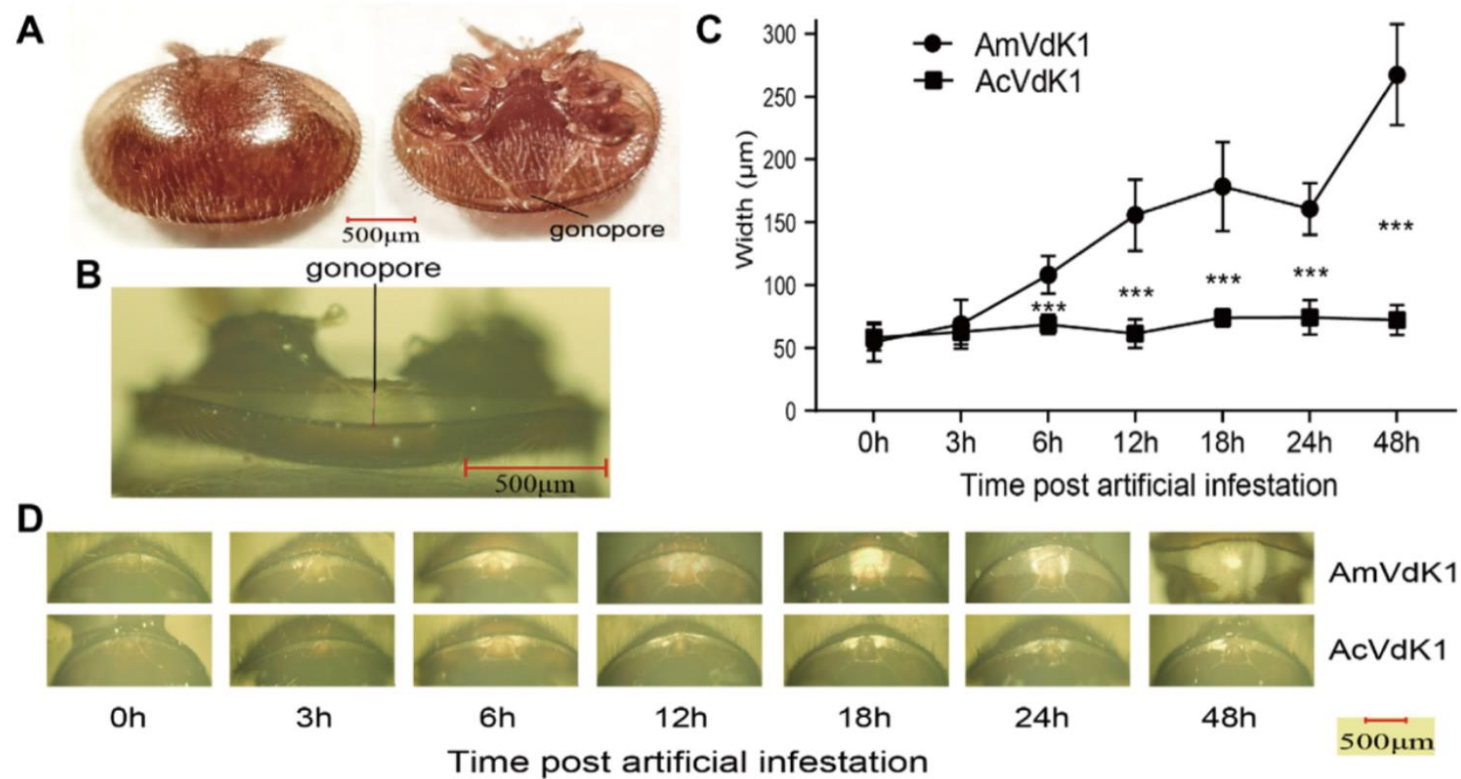 A
500µm
gonopore
B
gonopore
500µm
C
AmVdK1
AcVdK1
Width (µm)
300
250
200
150
100
50
0
***
***
***
***
***
0h 3h 6h 12h 18h 24h 48h
Time post artificial infestation
D
AmVdK1
AcVdK1
0h 3h 6h 12h 18h 24h 48h
500µm
Time post artificial infestation